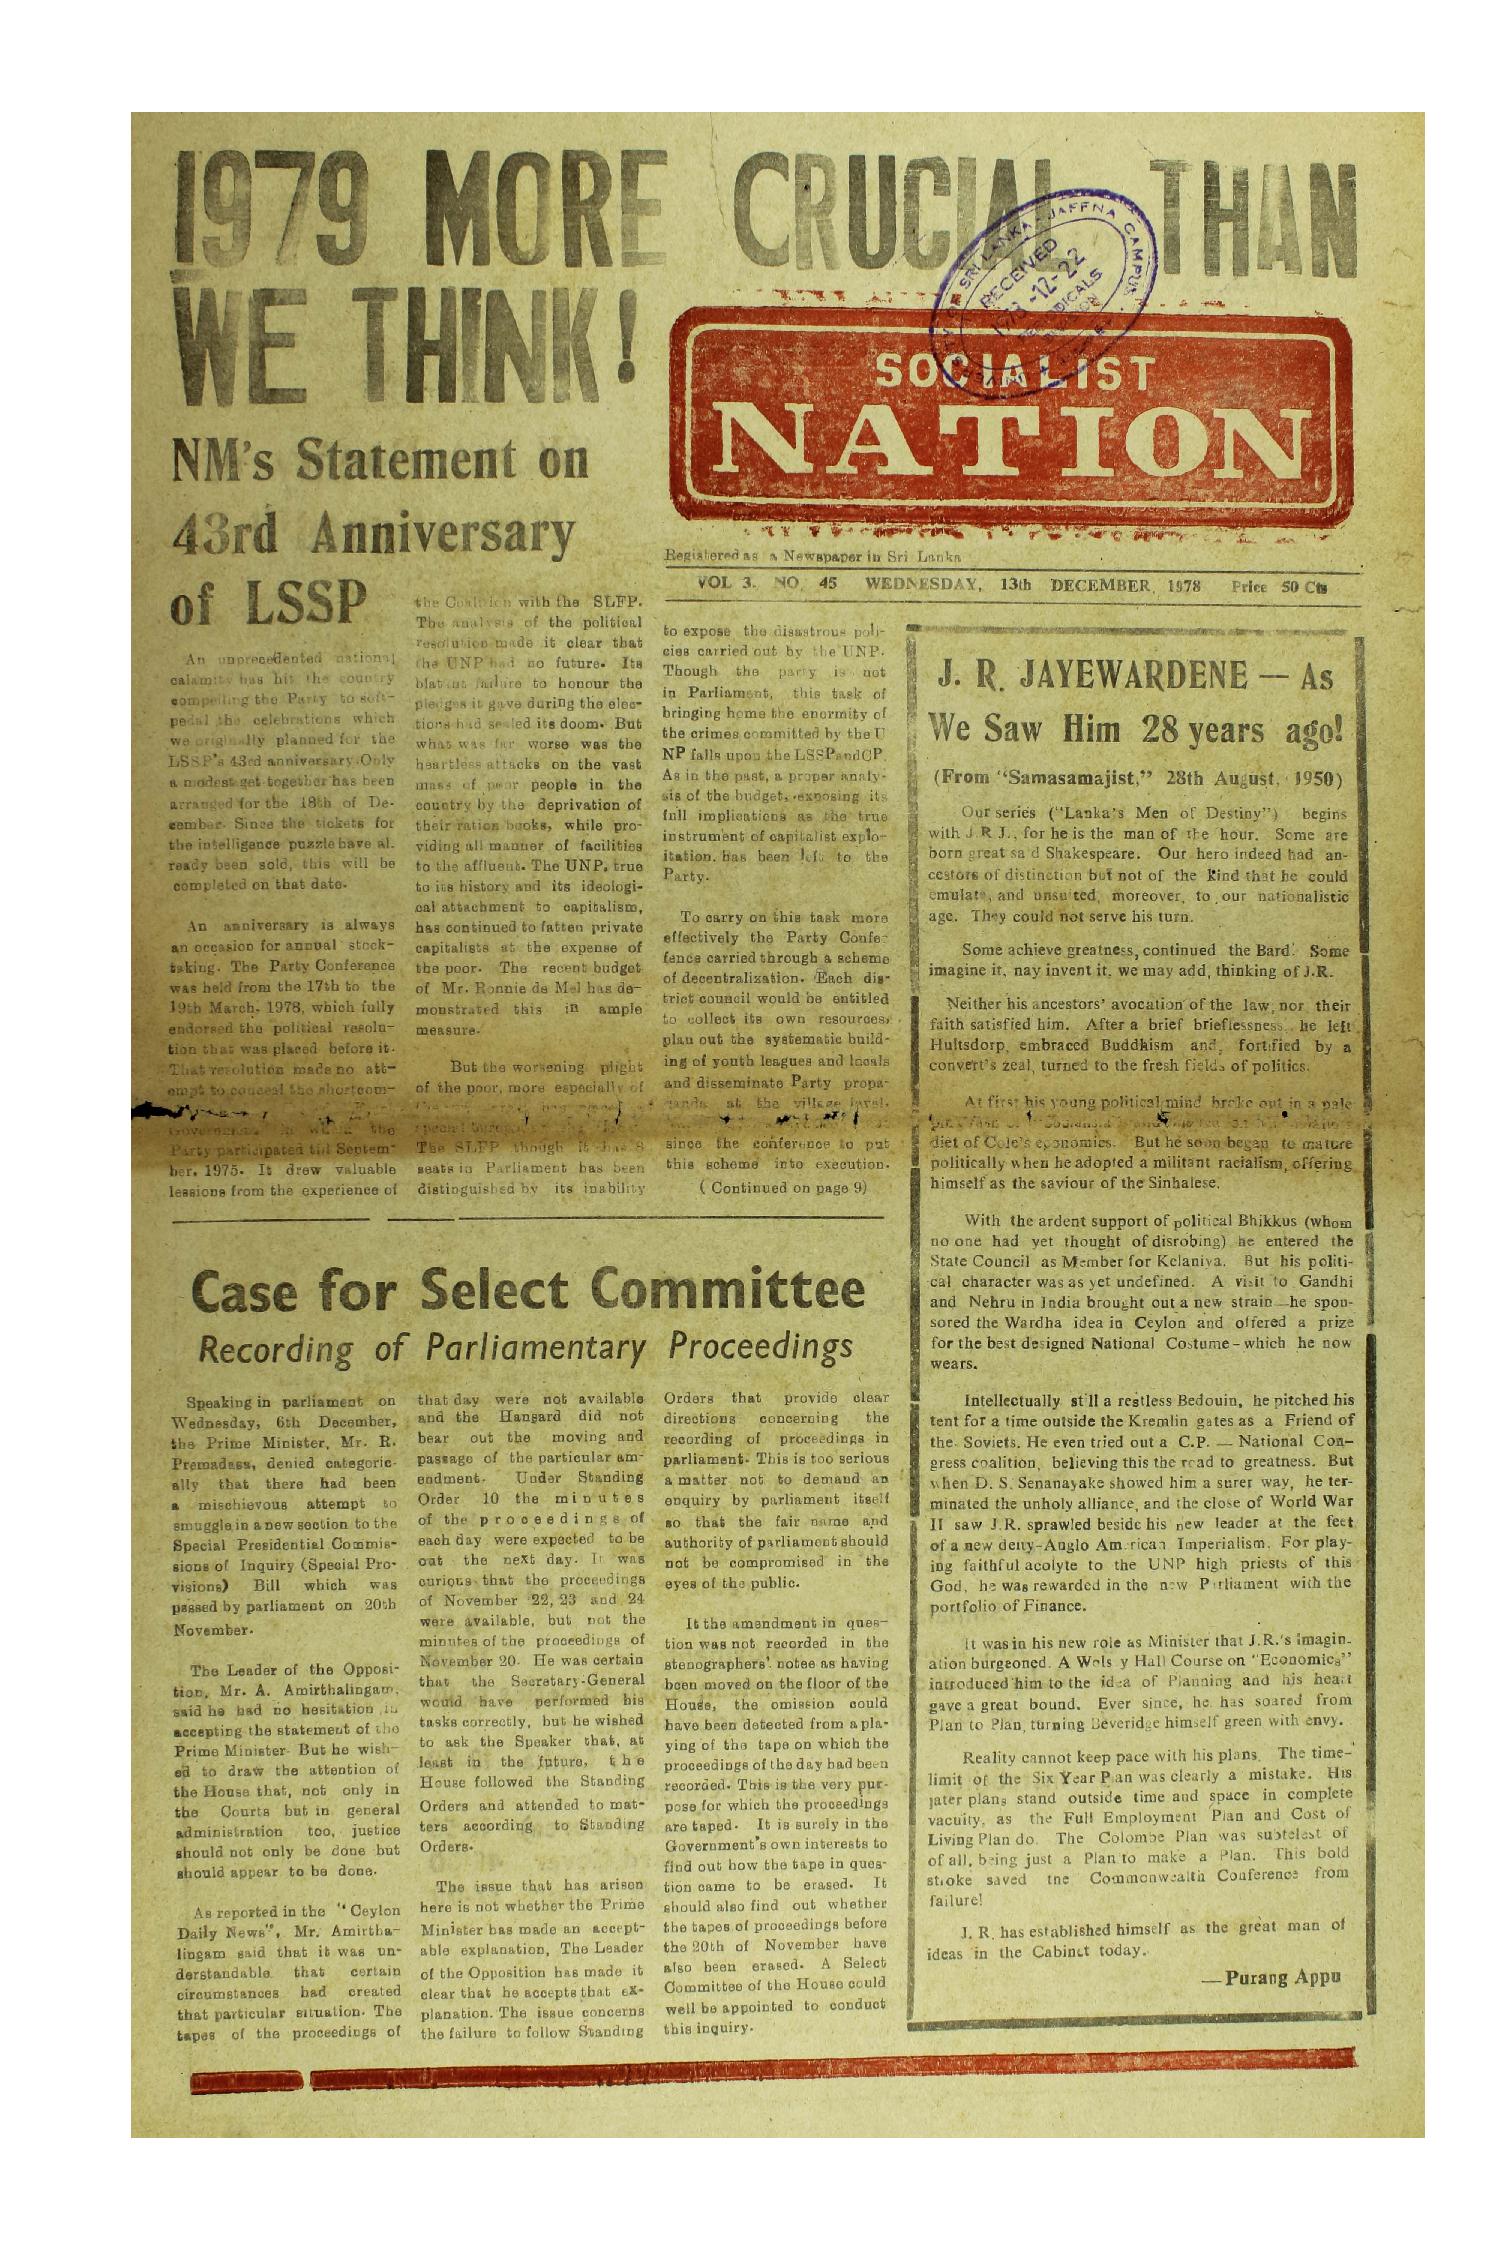 1979 MORE CRUCIAL THAN
WE THINK!
SOCIALIST
NATION
SRI LANKA - JAFFNA CAMPUS
RECEIVED
1978-12-22
Registered as a Newspaper in Sri Lanka
VOL 3. NO. 45 WEDNESDAY, 13th DECEMBER, 1978 Price 50 Cts
NM's Statement on
43rd Anniversary
of LSSP
An unprecedented national
calamity has hit the country
compelling the Party to soft-
pedal the celebrations which
we originally planned for the
LSSP's 43rd anniversary. Only
a modest get-together has been
arranged for the 18th of De-
cember. Since the tickets for
the intelligence puzzle have al.
ready been sold, this will be
completed on that date.
An anniversary is always
an occasion for annual stock-
taking. The Party Conference
was held from the 17th to the
19th March, 1978, which fully
endorsed the political resolu-
tion that was placed before it.
That resolution made no att-
empt to conceal the shortcom-
Government in which the
Party participated till Septem-
ber, 1975. It drew valuable
lessions from the experience of
the Coalition with the SLFP.
The analysis of the political
resolution made it clear that
the UNP had no future. Its
blatant failure to honour the
pledges it gave during the elec-
tions had sealed its doom. But
what was far worse was the
heartless attacks on the vast
mass of poor people in the
country by the deprivation of
their ration books, while pro-
viding all manner of facilities
to the affluent. The UNP, true
to its history and its ideologi-
cal attachment to capitalism,
has continued to fatten private
capitalists at the expense of
the poor. The recent budget
of Mr. Ronnie de Mel has de-
monstrated this in ample
measure.
But the worsening plight
of the poor, more especially of
The SLFP though it has 8
seats in Parliament has been
distinguished by its inability
to expose the disastrous poli-
cies carried out by the UNP.
Though the party is not
in Parliament, this task of
bringing home the enormity of
the crimes committed by the U
NP falls upon the LSSP and CP.
As in the past, a proper analy-
sis of the budget, exposing its
full implications as the true
instrument of capitalist explo-
itation. has been left to the
Party.
To carry on this task more
effectively the Party Confe-
fence carried through a scheme
of decentralization. Each dis-
trict council would be entitled
to collect its own resources,
plan out the systematic build-
ing of youth leagues and locals
and disseminate Party propa-
ganda at the village level.
since the conference to put
this scheme into execution.
( Continued on page 9)
J. R. JAYEWARDENE — As
We Saw Him 28 years ago!
(From "Samasamajist," 28th August, 1950)
Our series ("Lanka's Men of Destiny") begins
with J.R.J., for he is the man of the hour. Some are
born great sa d Shakespeare. Our hero indeed had an-
cestors of distinction but not of the kind that he could
emulate, and unsuited, moreover, to our nationalistic
age. They could not serve his turn.
Some achieve greatness, continued the Bard. Some
imagine it, nay invent it, we may add, thinking of J.R.
Neither his ancestors' avocation of the law, nor their
faith satisfied him. After a brief brieflessness he left
Hultsdorp, embraced Buddhism and, fortified by a
convert's zeal, turned to the fresh fields of politics.
At first his young political mind broke out in a pale
diet of Cole's economics. But he soon began to mature
politically when he adopted a militant racialism, offering
himself as the saviour of the Sinhalese.
With the ardent support of political Bhikkus (whom
no one had yet thought of disrobing) he entered the
State Council as Member for Kelaniya. But his politi-
cal character was as yet undefined. A visit to Gandhi
and Nehru in India brought out a new strain—he spon-
sored the Wardha idea in Ceylon and offered a prize
for the best designed National Costume – which he now
wears.
Intellectually still a restless Bedouin, he pitched his
tent for a time outside the Kremlin gates as a Friend of
the Soviets. He even tried out a C.P. — National Con-
gress coalition, believing this the road to greatness. But
when D. S. Senanayake showed him a surer way, he ter-
minated the unholy alliance, and the close of World War
II saw J.R. sprawled beside his new leader at the feet
of a new deity-Anglo American Imperialism. For play-
ing faithful acolyte to the UNP high priests of this
God, he was rewarded in the new Parliament with the
portfolio of Finance.
It was in his new role as Minister that J.R.'s imagin-
ation burgeoned. A Wels y Hall Course on "Economics"
introduced him to the idea of Planning and his heart
gave a great bound. Ever since, he has soared from
Plan to Plan, turning Beveridge himself green with envy.
Reality cannot keep pace with his plans. The time-
limit of the Six Year Plan was clearly a mistake. His
later plans stand outside time and space in complete
vacuity, as the Full Employment Plan and Cost of
Living Plan do. The Colombe Plan was subtelest of
of all, being just a Plan to make a Plan. This bold
stroke saved tne Commonwealth Conference from
failure!
J. R. has established himself as the great man of
ideas in the Cabinet today.
—Purang Appu
Case for Select Committee
Recording of Parliamentary Proceedings
Speaking in parliament on
Wednesday, 6th December,
the Prime Minister, Mr. R.
Premadasa, denied categoric-
ally that there had been
a mischievous attempt to
smuggle in a new section to the
Special Presidential Commis-
sions of Inquiry (Special Pro-
visions) Bill which was
passed by parliament on 20th
November.
The Leader of the Opposi-
tion, Mr. A. Amirthalingam,
said he had no hesitation in
accepting the statement of the
Prime Minister. But he wish-
ed to draw the attention of
the House that, not only in
the Courts but in general
administration too, justice
should not only be done but
should appear to be done.
As reported in the "Ceylon
Daily News", Mr. Amirtha-
lingam said that it was un-
derstandable that certain
circumstances had created
that particular situation. The
tapes of the proceedings of
that day were not available
and the Hansard did not
bear out the moving and
passage of the particular am-
endment. Under Standing
Order 10 the minutes
of the proceedings of
each day were expected to be
out the next day. It was
curious that the proceedings
of November 22, 23 and 24
were available, but not the
minutes of the proceedings of
November 20. He was certain
that the Secretary-General
would have performed his
tasks correctly, but he wished
to ask the Speaker that, at
least in the future, the
House followed the Standing
Orders and attended to mat-
ters according to Standing
Orders.
The issue that has arisen
here is not whether the Prime
Minister has made an accept-
able explanation, The Leader
of the Opposition has made it
clear that he accepts that ex-
planation. The issue concerns
the failure to follow Standing
Orders that provide clear
directions concerning the
recording of proceedings in
parliament. This is too serious
a matter not to demand an
enquiry by parliament itself
so that the fair name and
authority of parliament should
not be compromised in the
eyes of the public.
It the amendment in ques-
tion was not recorded in the
stenographers' notee as having
been moved on the floor of the
House, the omission could
have been detected from a pla-
ying of the tape on which the
proceedings of the day had been
recorded. This is the very pur-
pose for which the proceedings
are taped. It is surely in the
Government's own interests to
find out how the tape in ques-
tion came to be erased. It
should also find out whether
the tapes of proceedings before
the 20th of November have
also been erased. A Select
Committee of the House could
well be appointed to conduct
this inquiry.